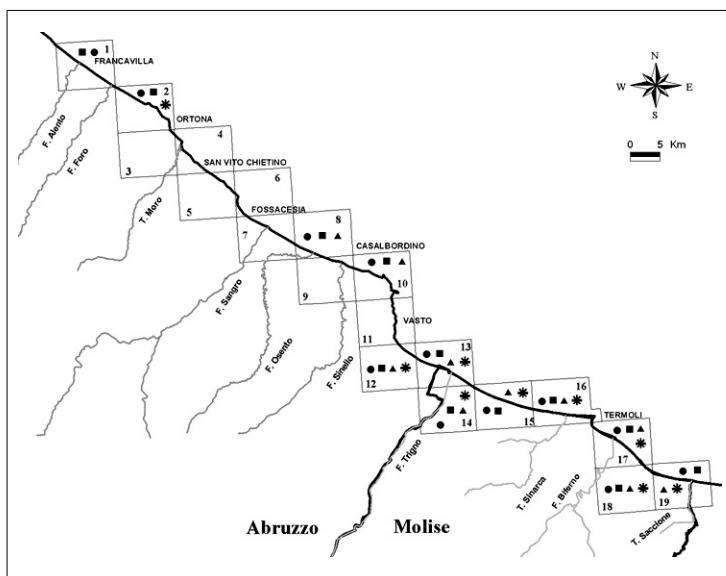 1
FRANCAVILLA
N
W E
S
0 5 Km
2
ORTONA
F. Alento
F. Foro
3
4
SAN VITO CHIETINO
T. Moro
5
6
FOSSACESIA
7
8
CASALBORDINO
F. Sangro
F. Osento
F. Sinello
9
10
VASTO
11
12
13
F. Trigno
14
15
16
TERMOLI
T. Sinarca
F. Biferno
17
18
19
T. Saccione
Abruzzo Molise